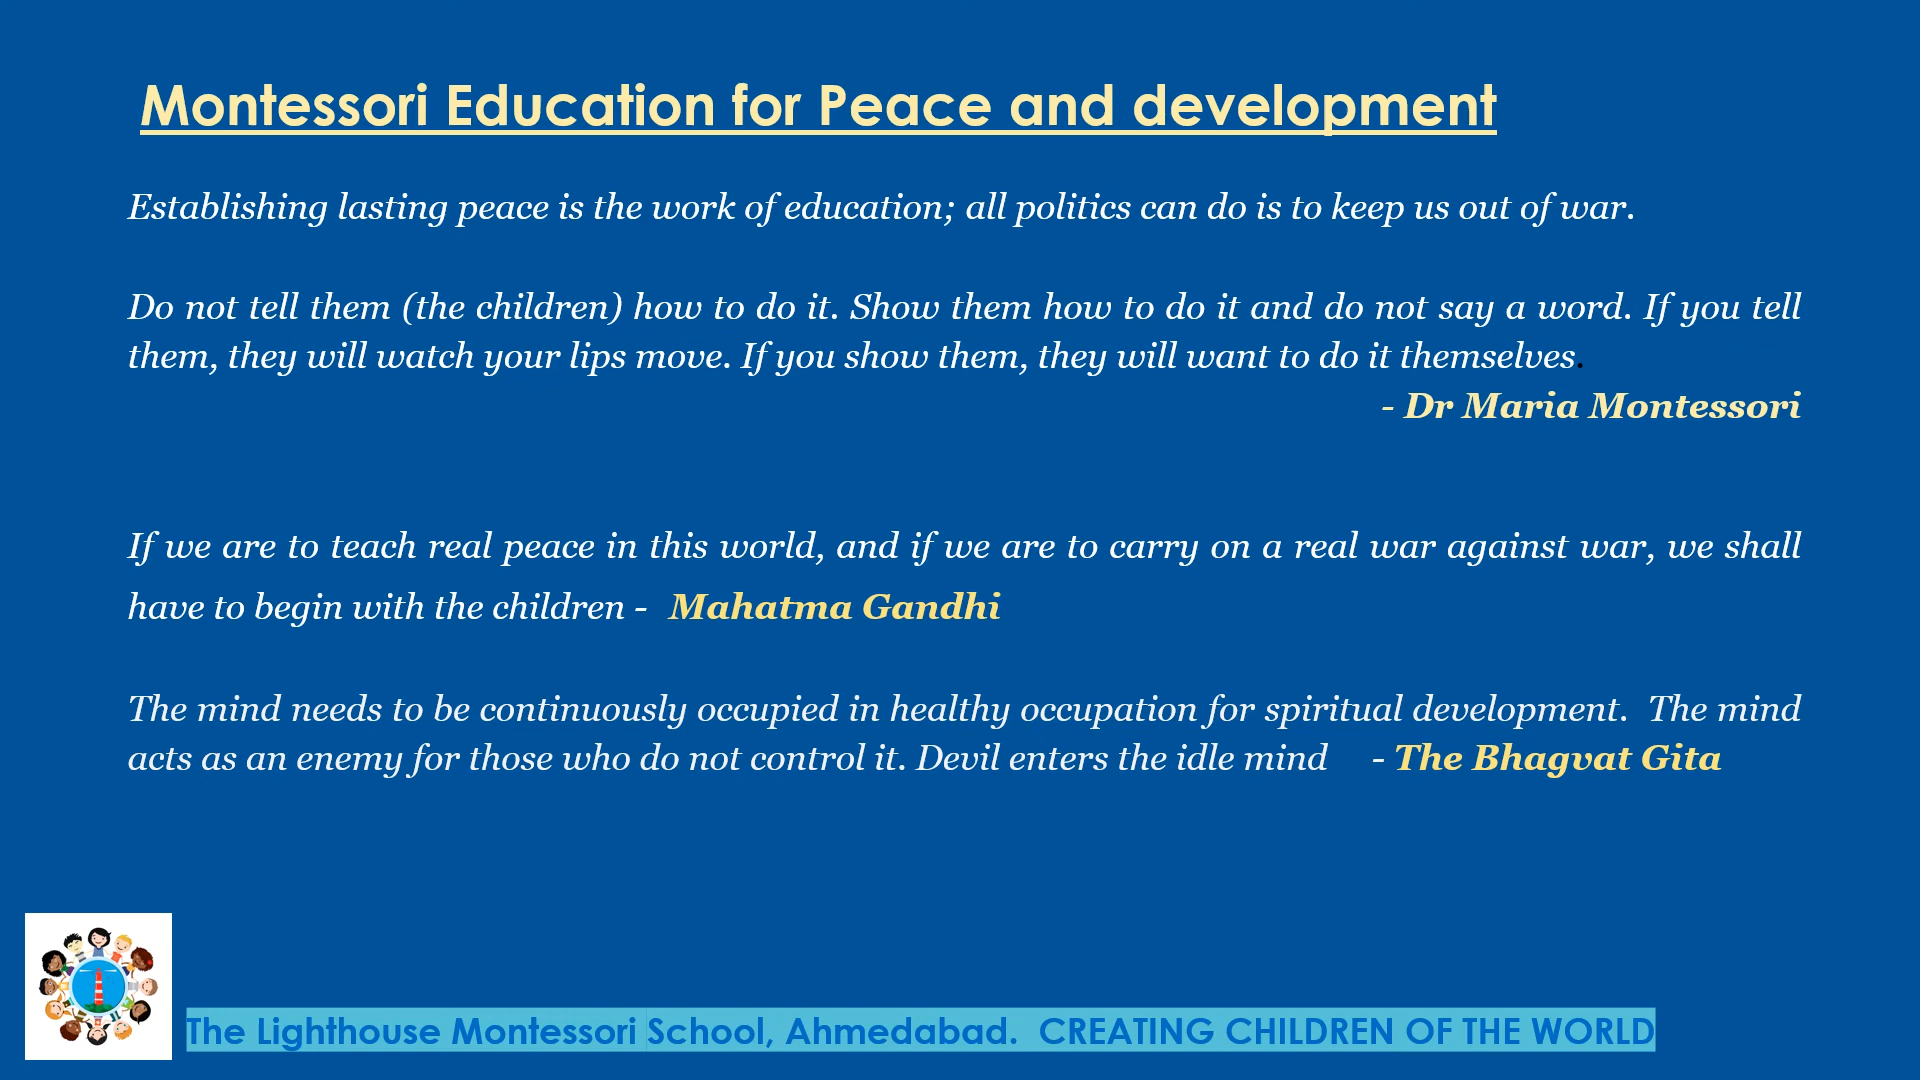 Montessori Education for Peace and development
Establishing lasting peace is the work of education; all politics can do is to keep us out of war.
Do not tell them (the children) how to do it. Show them how to do it and do not say a word. If you tell
them, they will watch your lips move. If you show them, they will want to do it themselves.
- Dr Maria Montessori
If we are to teach real peace in this world, and if we are to carry on a real war against war, we shall
have to begin with the children - Mahatma Gandhi
The mind needs to be continuously occupied in healthy occupation for spiritual development. The mind
acts as an enemy for those who do not control it. Devil enters the idle mind - The Bhagvat Gita
The Lighthouse Montessori School, Ahmedabad. CREATING CHILDREN OF THE WORLD